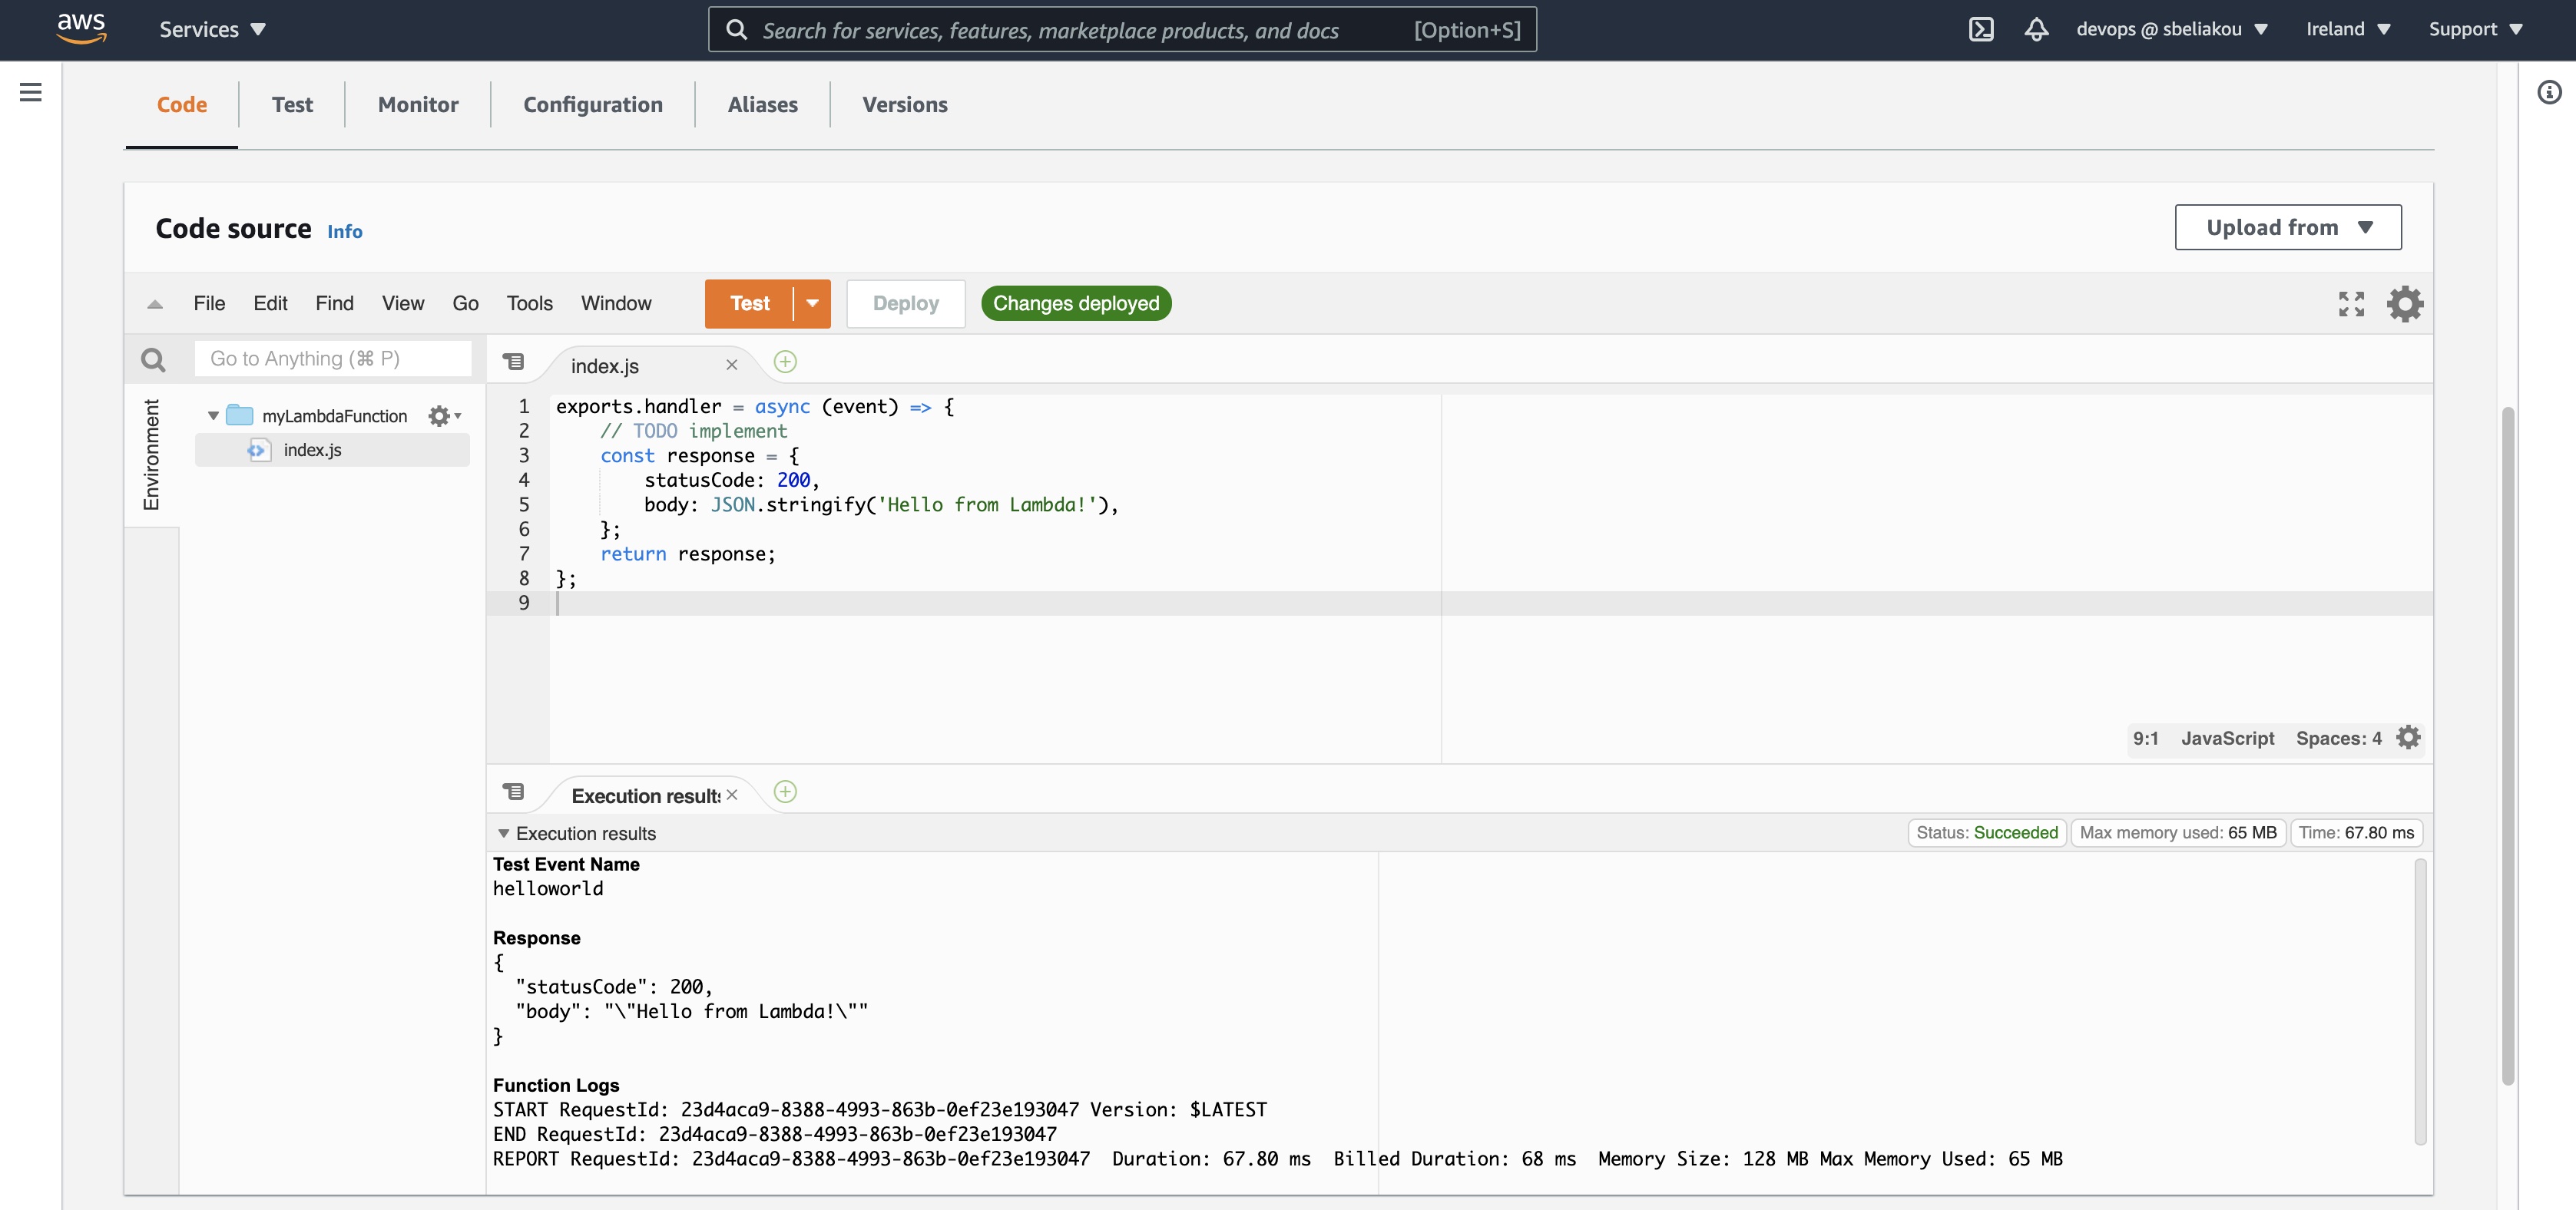 aws Services Search for services, features, marketplace products, and docs [Option+S] devops @ sbeliakou Ireland Support
Code Test Monitor Configuration Aliases Versions
Code source Info Upload from
File Edit Find View Go Tools Window Test Deploy Changes deployed
Go to Anything (⌘ P)
index.js
Environment
myLambdaFunction
index.js
1 exports.handler = async (event) => {
2 // TODO implement
3 const response = {
4 statusCode: 200,
5 body: JSON.stringify('Hello from Lambda!'),
6 };
7 return response;
8 };
9
9:1 JavaScript Spaces: 4
Execution results
Execution results Status: Succeeded Max memory used: 65 MB Time: 67.80 ms
Test Event Name
helloworld
Response
{
"statusCode": 200,
"body": "\"Hello from Lambda!\""
}
Function Logs
START RequestId: 23d4aca9-8388-4993-863b-0ef23e193047 Version: $LATEST
END RequestId: 23d4aca9-8388-4993-863b-0ef23e193047
REPORT RequestId: 23d4aca9-8388-4993-863b-0ef23e193047 Duration: 67.80 ms Billed Duration: 68 ms Memory Size: 128 MB Max Memory Used: 65 MB